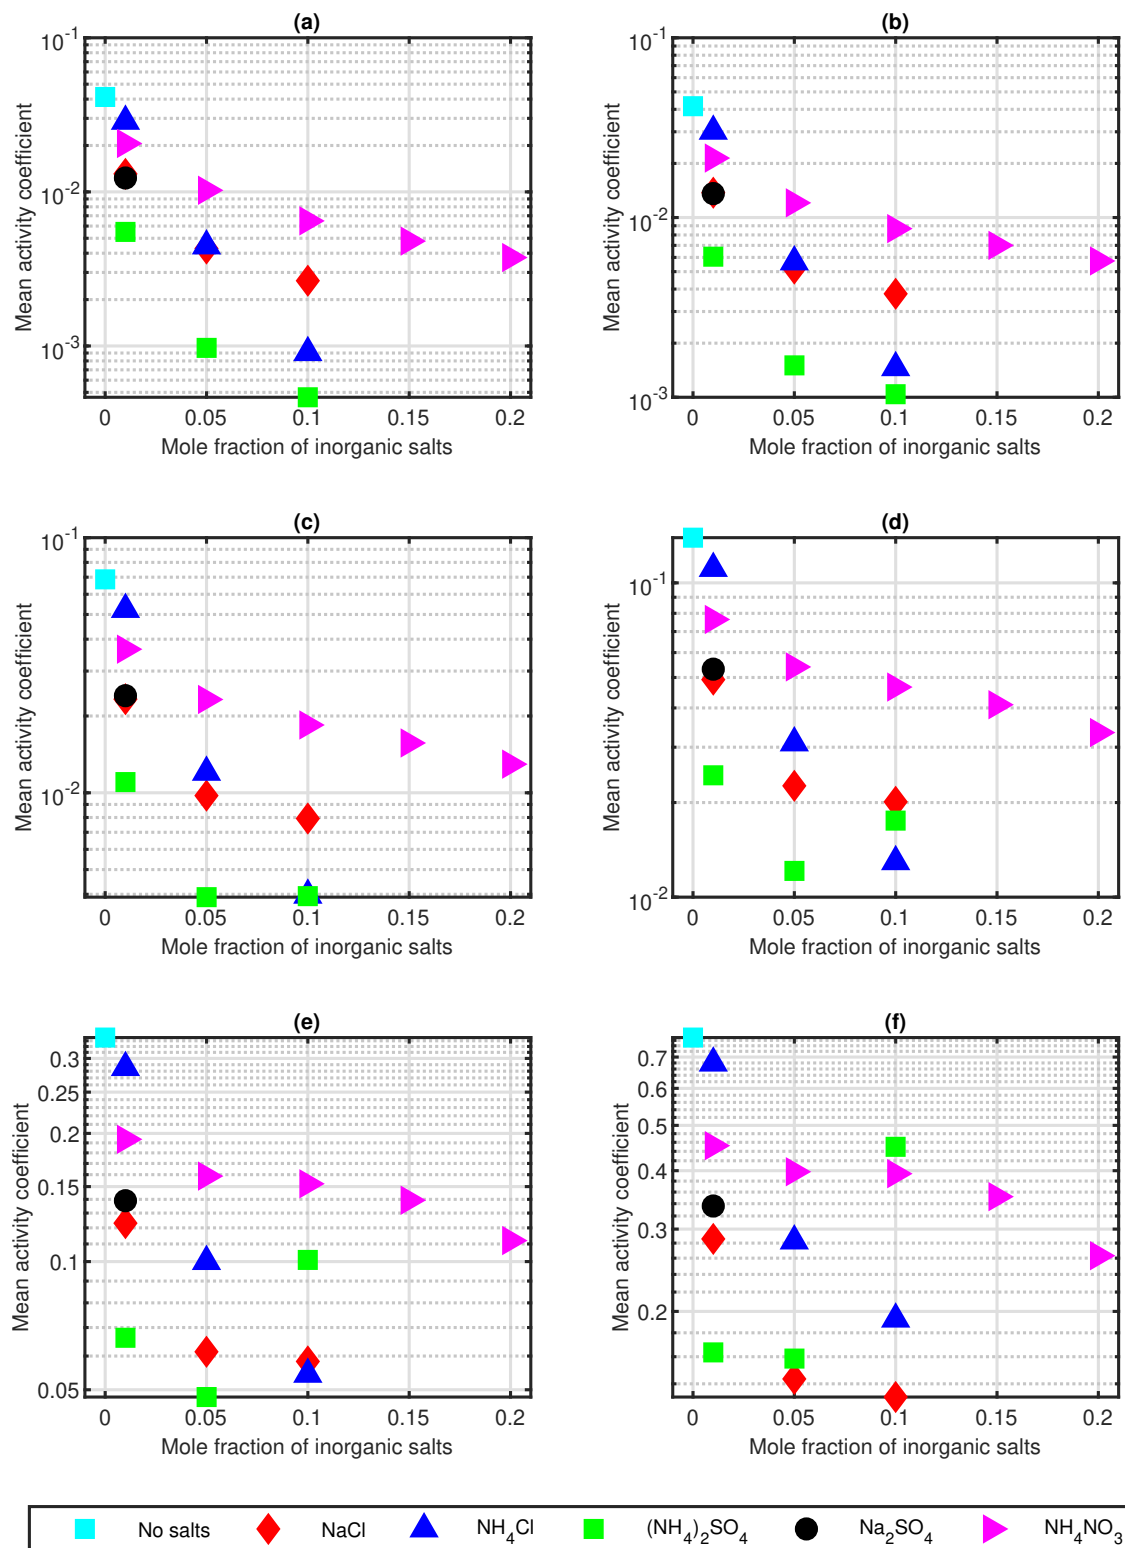 (a)
10^-1
10^-2
10^-3
Mean activity coefficient
0 0.05 0.1 0.15 0.2
Mole fraction of inorganic salts
(b)
10^-1
10^-2
10^-3
Mean activity coefficient
0 0.05 0.1 0.15 0.2
Mole fraction of inorganic salts
(c)
10^-1
10^-2
Mean activity coefficient
0 0.05 0.1 0.15 0.2
Mole fraction of inorganic salts
(d)
10^-1
10^-2
Mean activity coefficient
0 0.05 0.1 0.15 0.2
Mole fraction of inorganic salts
(e)
0.3
0.25
0.2
0.15
0.1
0.05
Mean activity coefficient
0 0.05 0.1 0.15 0.2
Mole fraction of inorganic salts
(f)
0.7
0.6
0.5
0.4
0.3
0.2
Mean activity coefficient
0 0.05 0.1 0.15 0.2
Mole fraction of inorganic salts
No salts NaCl NH₄Cl (NH₄)₂SO₄ Na₂SO₄ NH₄NO₃